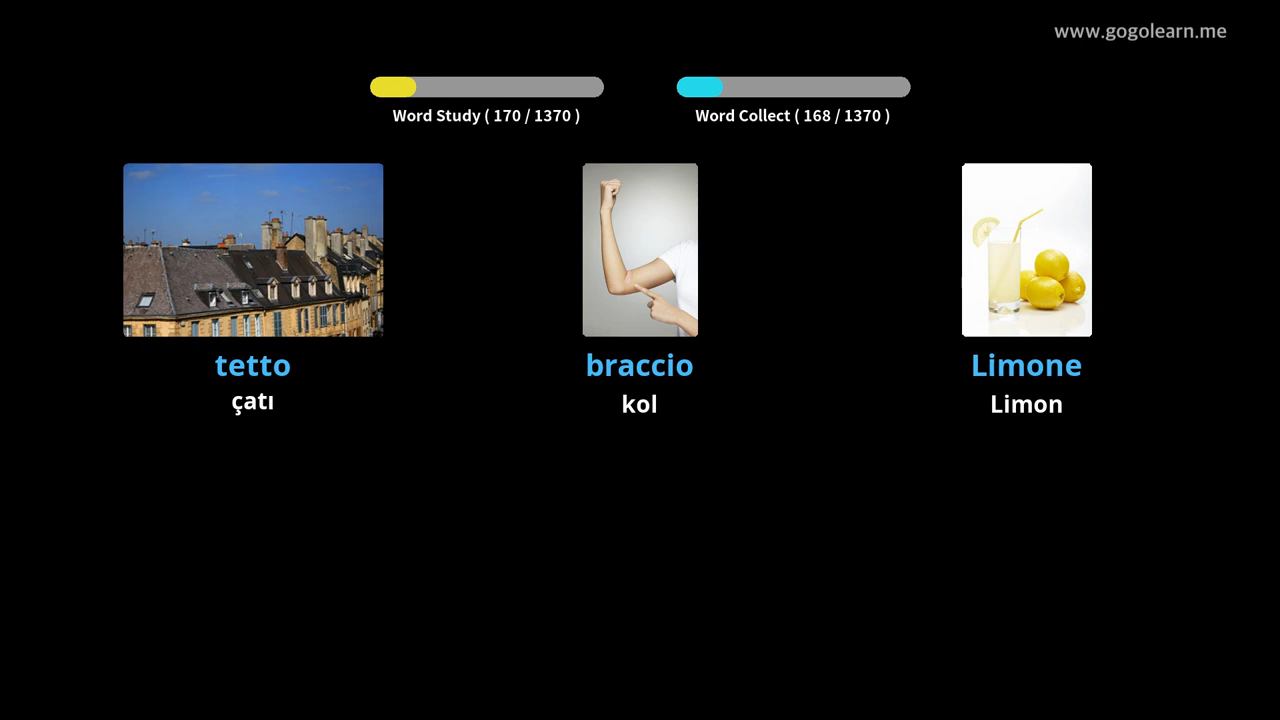 www.gogolearn.me
Word Study ( 170 / 1370 )
Word Collect ( 168 / 1370 )
tetto
çatı
braccio
kol
Limone
Limon